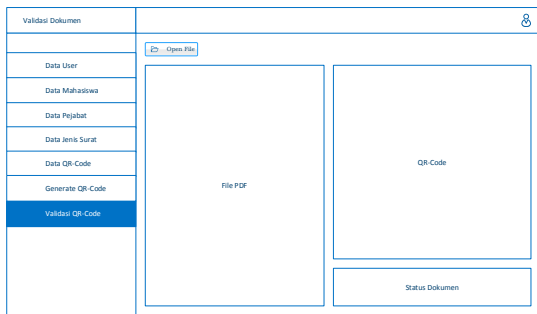 Validasi Dokumen
Open File
Data User
Data Mahasiswa
Data Pejabat
Data Jenis Surat
Data QR-Code
Generate QR-Code
Validasi QR-Code
File PDF
QR-Code
Status Dokumen